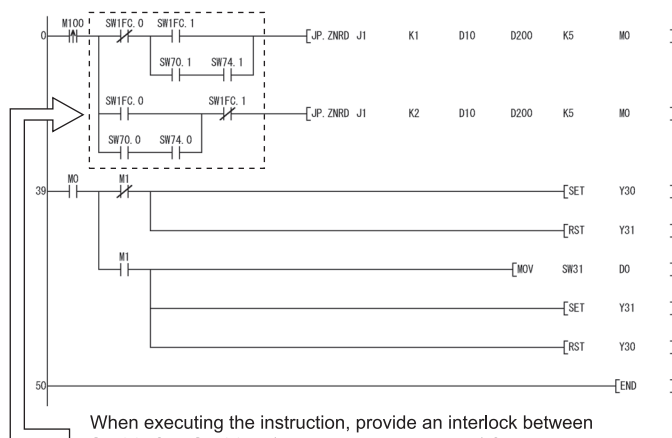 M100 SW1FC.0 SW1FC.1
0 [JP.ZNRD J1 K1 D10 D200 K5 M0 ]
SW70.1 SW74.1
SW1FC.0 SW1FC.1
[JP.ZNRD J1 K2 D10 D200 K5 M0 ]
SW70.0 SW74.0
M0 M1
39 [SET Y30 ]
[RST Y31 ]
M1
[MOV SW31 D0 ]
[SET Y31 ]
[RST Y30 ]
50 [END ]
When executing the instruction, provide an interlock between